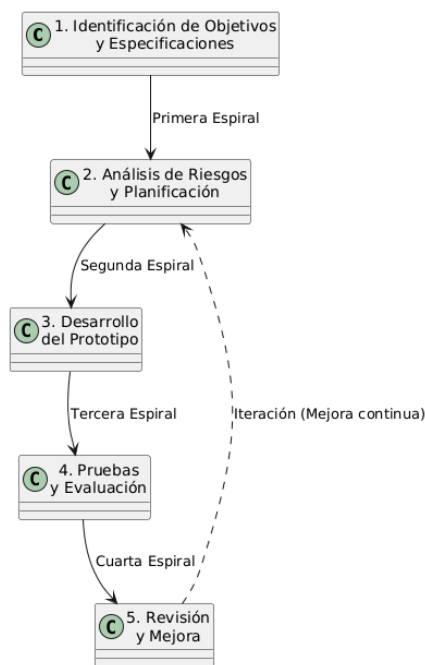 C 1. Identificación de Objetivos
y Especificaciones
Primera Espiral
C 2. Análisis de Riesgos
y Planificación
Segunda Espiral
C 3. Desarrollo
del Prototipo
Tercera Espiral
Iteración (Mejora continua)
C 4. Pruebas
y Evaluación
Cuarta Espiral
C 5. Revisión
y Mejora